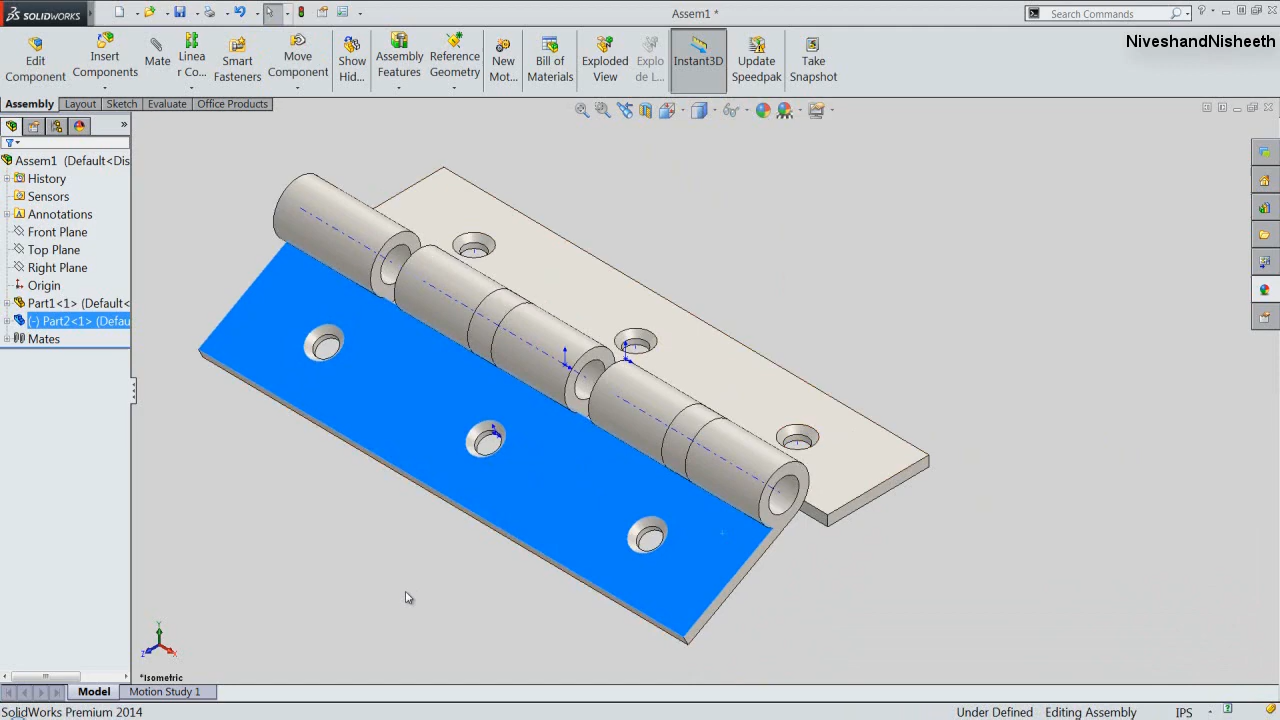 SOLIDWORKS
Assem1 *
Search Commands
NiveshandNisheeth
Edit
Component
Insert
Components
Mate
Linea
r Co...
Smart
Fasteners
Move
Component
Show
Hid...
Assembly
Features
Reference
Geometry
New
Mot...
Bill of
Materials
Exploded
View
Explo
de L...
Instant3D
Update
Speedpak
Take
Snapshot
Assembly Layout Sketch Evaluate Office Products
Assem1 (Default<Dis
History
Sensors
Annotations
Front Plane
Top Plane
Right Plane
Origin
Part1<1> (Default<
(-) Part2<1> (Defau
Mates
Y
Z X
*Isometric
Model Motion Study 1
SolidWorks Premium 2014 Under Defined Editing Assembly IPS